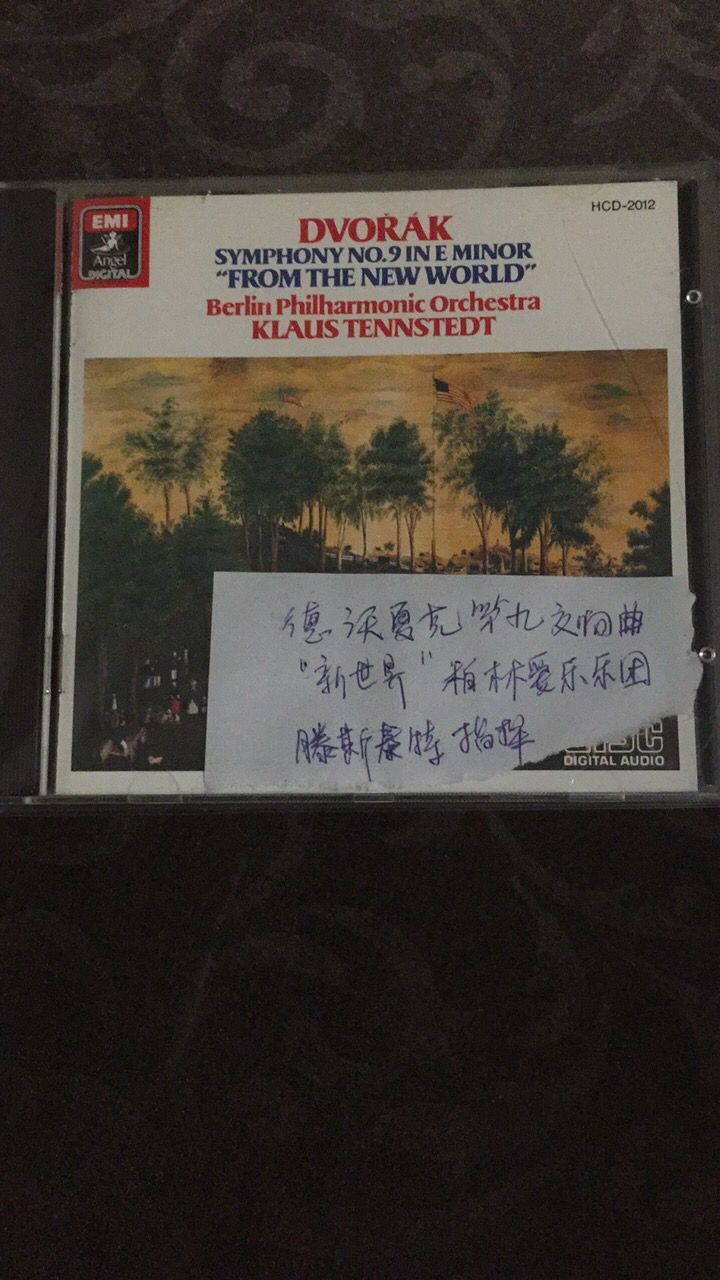 EMI
Angel
DIGITAL
HCD-2012
DVOŘÁK
SYMPHONY NO.9 IN E MINOR
“FROM THE NEW WORLD”
Berlin Philharmonic Orchestra
KLAUS TENNSTEDT
德沃夏克第九交响曲
“新世界”柏林爱乐乐团
滕斯泰特指挥
DIGITAL AUDIO